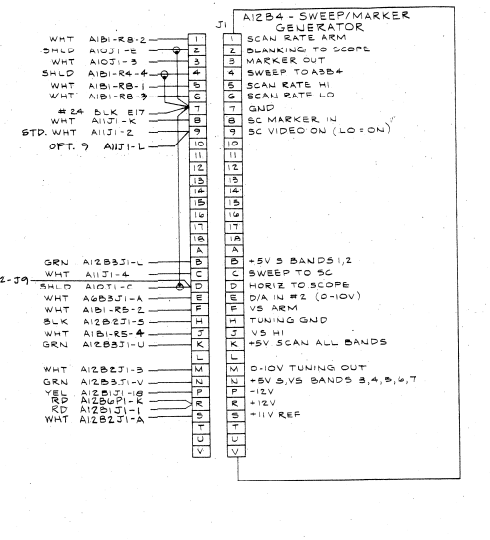 A12B4 - SWEEP/MARKER
GENERATOR
J1
WHT A1B1-R8-2 1 1 SCAN RATE ARM
SHLD A10J1-E 2 2 BLANKING TO SCOPE
WHT A10J1-3 3 3 MARKER OUT
SHLD A1B1-R4-4 4 4 SWEEP TO A3B4
WHT A1B1-R8-1 5 5 SCAN RATE HI
WHT A1B1-R8-3 6 6 SCAN RATE LO
#24 BLK E17 7 7 GND
WHT A11J1-K 8 8 SC MARKER IN
STD. WHT A11J1-2 9 9 SC VIDEO ON (LO=ON)
OPT. 9 A11J1-L 10 10
11 11
12 12
13 13
14 14
15 15
16 16
17 17
18 18
A A
GRN A12B3J1-L B B +5V S BANDS 1,2
WHT A11J1-4 C C SWEEP TO SC
2-J9
SHLD A10J1-C D D HORIZ TO SCOPE
WHT A6B3J1-A E E D/A IN #2 (0-10V)
WHT A1B1-R5-2 F F VS ARM
BLK A12B2J1-5 H H TUNING GND
WHT A1B1-R5-4 J J VS HI
GRN A12B3J1-U K K +5V SCAN ALL BANDS
L L
WHT A12B2J1-3 M M 0-10V TUNING OUT
GRN A12B3J1-V N N +5V S,VS BANDS 3,4,5,6,7
YEL A12B1J1-18 P P -12V
RD A12B6P1-K R R +12V
RD A12B1J1-1
WHT A12B2J1-A S S +11V REF
T T
U U
V V